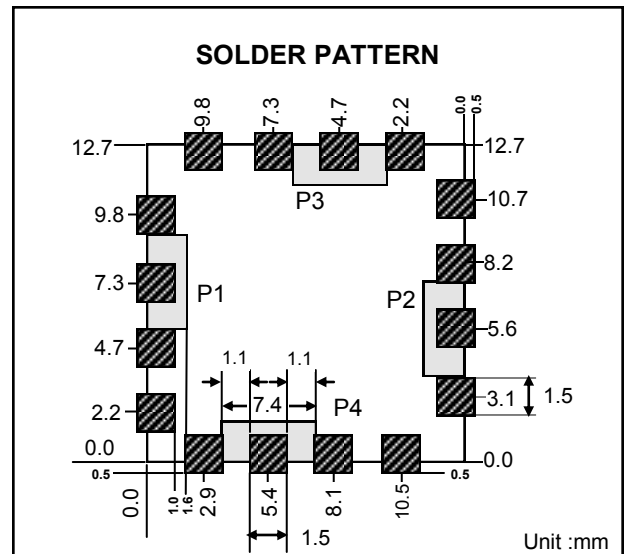 SOLDER PATTERN
9.8 7.3 4.7 2.2 0.0 0.5
12.7 12.7
P3
10.7
9.8
8.2
7.3 P1 P2
5.6
4.7
1.1 1.1
7.4 P4
3.1 1.5
2.2
0.0 0.0
0.5 0.5
0.0 1.0 1.6 2.9 5.4 8.1 10.5
1.5
Unit :mm